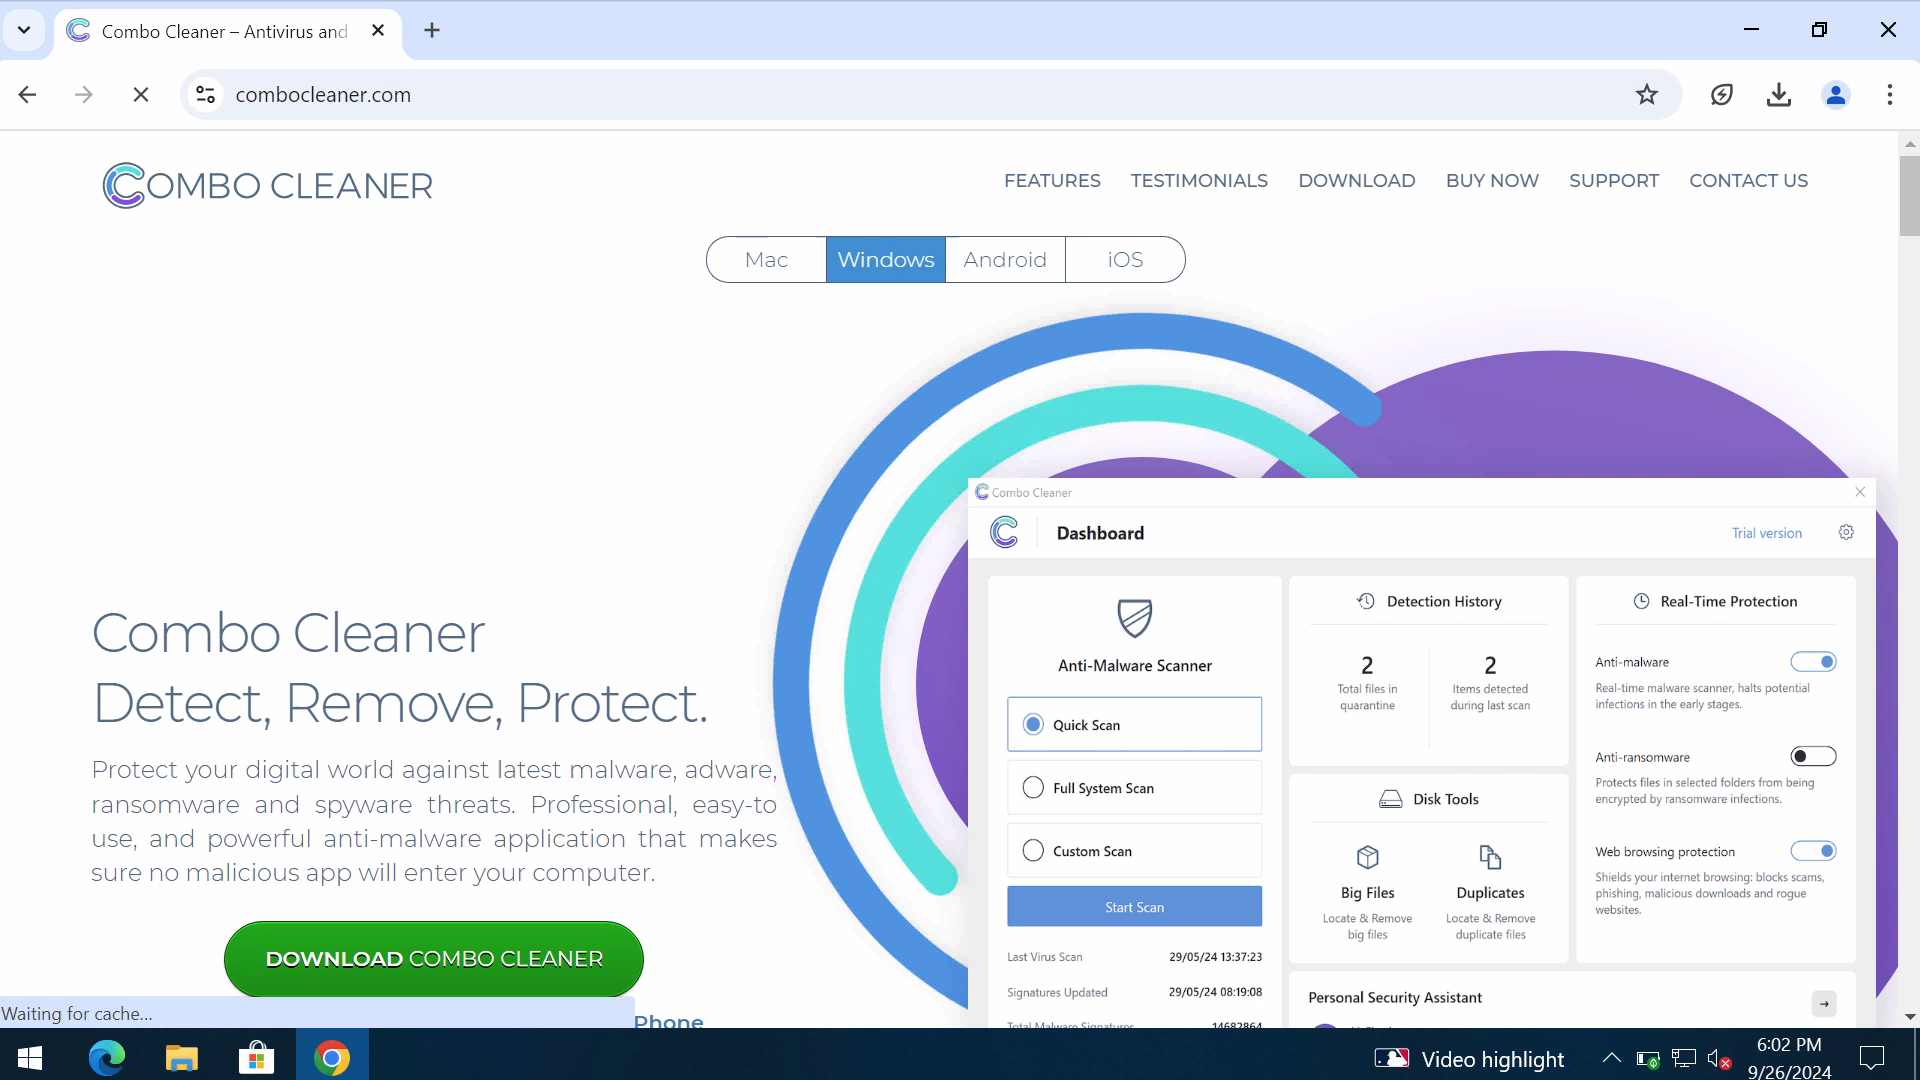 Combo Cleaner – Antivirus and
combocleaner.com
COMBO CLEANER
FEATURES TESTIMONIALS DOWNLOAD BUY NOW SUPPORT CONTACT US
Mac Windows Android iOS
Combo Cleaner
Dashboard
Trial version
Anti-Malware Scanner
Quick Scan
Full System Scan
Custom Scan
Start Scan
Last Virus Scan 29/05/24 13:37:23
Signatures Updated 29/05/24 08:19:08
Total Malware Signatures 14682864
Detection History
2 2
Total files in quarantine
Items detected during last scan
Disk Tools
Big Files
Locate & Remove
big files
Duplicates
Locate & Remove
duplicate files
Real-Time Protection
Anti-malware
Real-time malware scanner, halts potential
infections in the early stages.
Anti-ransomware
Protects files in selected folders from being
encrypted by ransomware infections.
Web browsing protection
Shields your internet browsing: blocks scams,
phishing, malicious downloads and rogue
websites.
Personal Security Assistant
Combo Cleaner
Detect, Remove, Protect.
Protect your digital world against latest malware, adware,
ransomware and spyware threats. Professional, easy-to
use, and powerful anti-malware application that makes
sure no malicious app will enter your computer.
DOWNLOAD COMBO CLEANER
Phone
Waiting for cache...
Video highlight
6:02 PM
9/26/2024